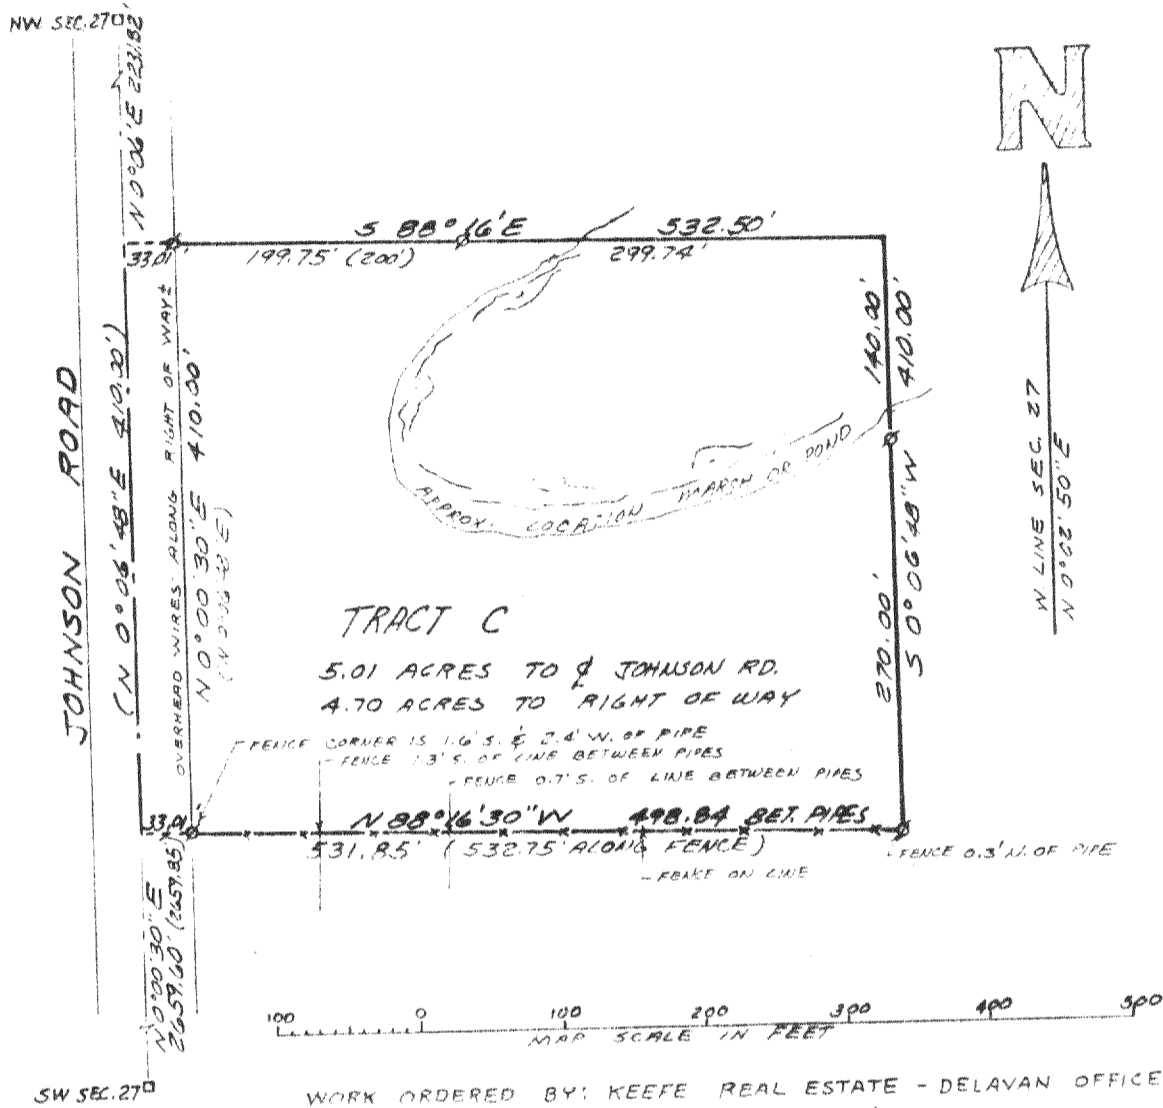 NW SEC. 27
N 0°06'E 2231.82'
N
S 88°16'E 532.50'
33.01'
199.75' (200')
299.74'
140.00'
410.00'
JOHNSON ROAD
(N 0°06'48"E 410.00')
OVERHEAD WIRES ALONG RIGHT OF WAY±
N 0°00'30"E 410.00'
APPROX. LOCATION MARSH OR POND
W LINE SEC. 27
N 0°02'50"E
270.00'
S 0°06'48"W
TRACT C
5.01 ACRES TO ℄ JOHNSON RD.
4.70 ACRES TO RIGHT OF WAY
FENCE CORNER IS 1.6'S. & 2.4'W. OF PIPE
FENCE 1.3'S. OF LINE BETWEEN PIPES
FENCE 0.7'S. OF LINE BETWEEN PIPES
33.01'
N 88°16'30"W 498.84 BET. PIPES
531.85' (532.75' ALONG FENCE)
FENCE 0.3'N. OF PIPE
FENCE ON LINE
N 0°00'30"E
2659.60' (2659.85)
100 0 100 200 300 400 500
MAP SCALE IN FEET
SW SEC. 27
WORK ORDERED BY: KEEFE REAL ESTATE - DELAVAN OFFICE